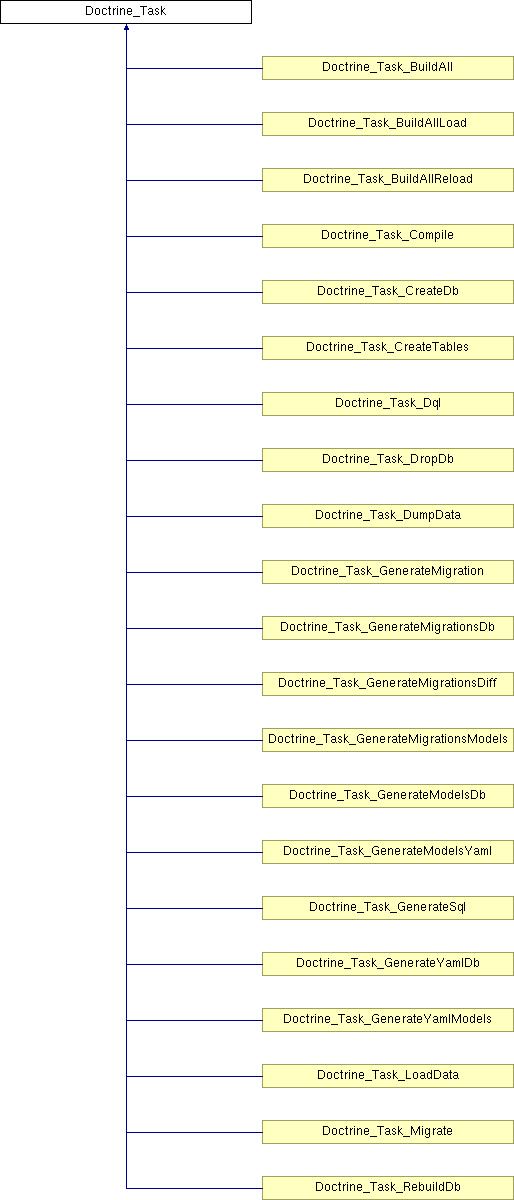 Doctrine_Task
Doctrine_Task_BuildAll
Doctrine_Task_BuildAllLoad
Doctrine_Task_BuildAllReload
Doctrine_Task_Compile
Doctrine_Task_CreateDb
Doctrine_Task_CreateTables
Doctrine_Task_Dql
Doctrine_Task_DropDb
Doctrine_Task_DumpData
Doctrine_Task_GenerateMigration
Doctrine_Task_GenerateMigrationsDb
Doctrine_Task_GenerateMigrationsDiff
Doctrine_Task_GenerateMigrationsModels
Doctrine_Task_GenerateModelsDb
Doctrine_Task_GenerateModelsYaml
Doctrine_Task_GenerateSql
Doctrine_Task_GenerateYamlDb
Doctrine_Task_GenerateYamlModels
Doctrine_Task_LoadData
Doctrine_Task_Migrate
Doctrine_Task_RebuildDb